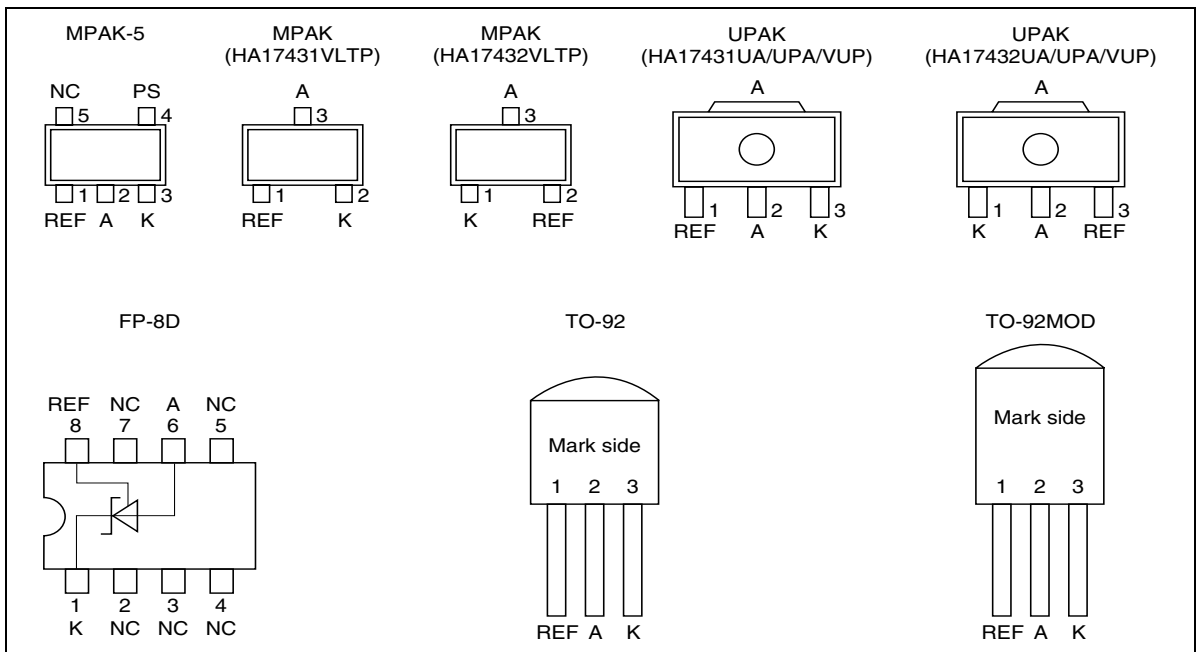 MPAK-5
NC PS
5 4
1 2 3
REF A K
MPAK
(HA17431VLTP)
A
3
1 2
REF K
MPAK
(HA17432VLTP)
A
3
1 2
K REF
UPAK
(HA17431UA/UPA/VUP)
A
1 2 3
REF A K
UPAK
(HA17432UA/UPA/VUP)
A
1 2 3
K A REF
FP-8D
REF NC A NC
8 7 6 5
1 2 3 4
K NC NC NC
TO-92
Mark side
1 2 3
REF A K
TO-92MOD
Mark side
1 2 3
REF A K